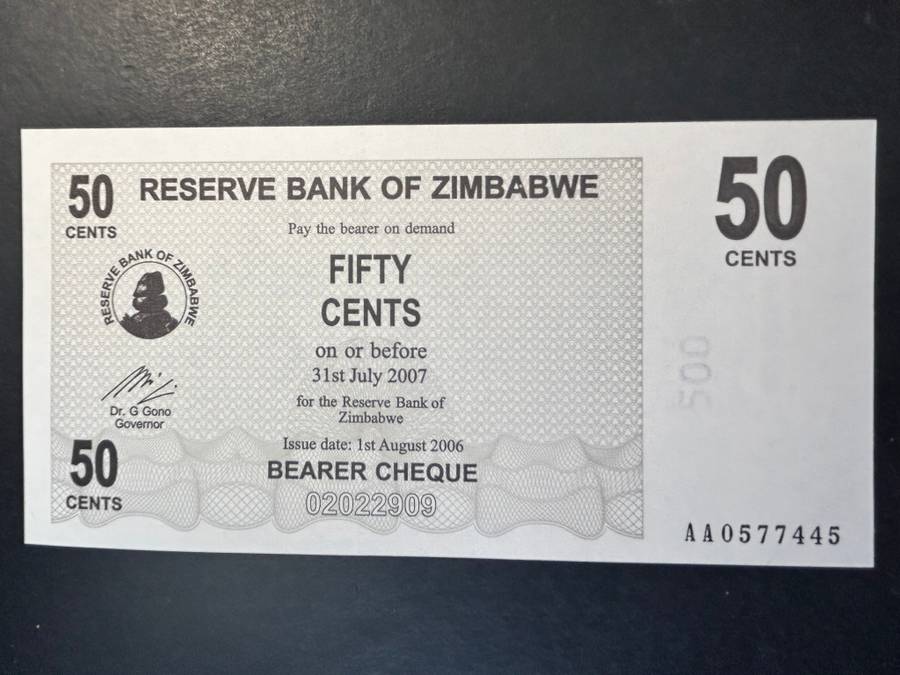 50
CENTS
RESERVE BANK OF ZIMBABWE
Pay the bearer on demand
FIFTY
CENTS
on or before
31st July 2007
for the Reserve Bank of
Zimbabwe
Issue date: 1st August 2006
BEARER CHEQUE
02022909
RESERVE BANK OF ZIMBABWE
Dr. G Gono
Governor
50
CENTS
50
CENTS
500
AA0577445